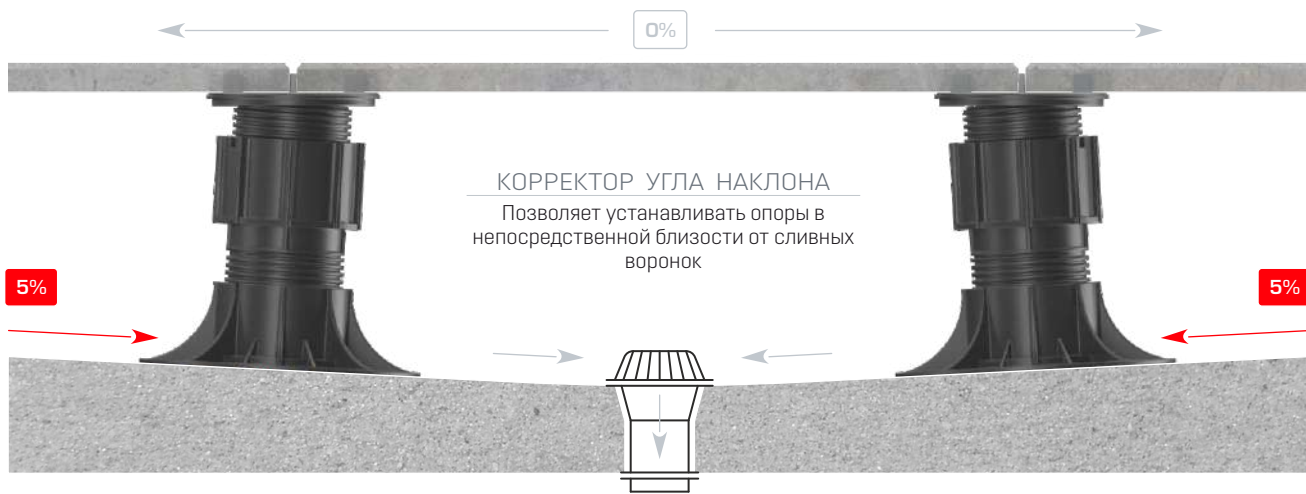 0%
КОРРЕКТОР УГЛА НАКЛОНА
Позволяет устанавливать опоры в
непосредственной близости от сливных
воронок
5%
5%